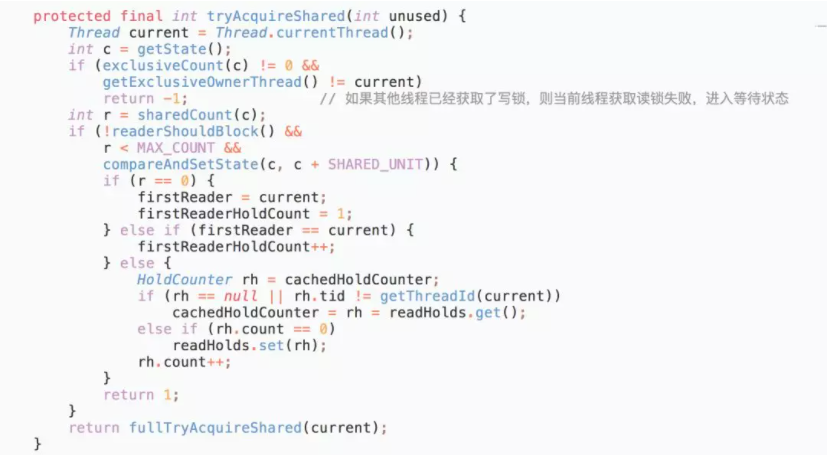 protected final int tryAcquireShared(int unused) {
    Thread current = Thread.currentThread();
    int c = getState();
    if (exclusiveCount(c) != 0 &&
        getExclusiveOwnerThread() != current)
        return -1;               // 如果其他线程已经获取了写锁，则当前线程获取读锁失败，进入等待状态
    int r = sharedCount(c);
    if (!readerShouldBlock() &&
        r < MAX_COUNT &&
        compareAndSetState(c, c + SHARED_UNIT)) {
        if (r == 0) {
            firstReader = current;
            firstReaderHoldCount = 1;
        } else if (firstReader == current) {
            firstReaderHoldCount++;
        } else {
            HoldCounter rh = cachedHoldCounter;
            if (rh == null || rh.tid != getThreadId(current))
                cachedHoldCounter = rh = readHolds.get();
            else if (rh.count == 0)
                readHolds.set(rh);
            rh.count++;
        }
        return 1;
    }
    return fullTryAcquireShared(current);
}